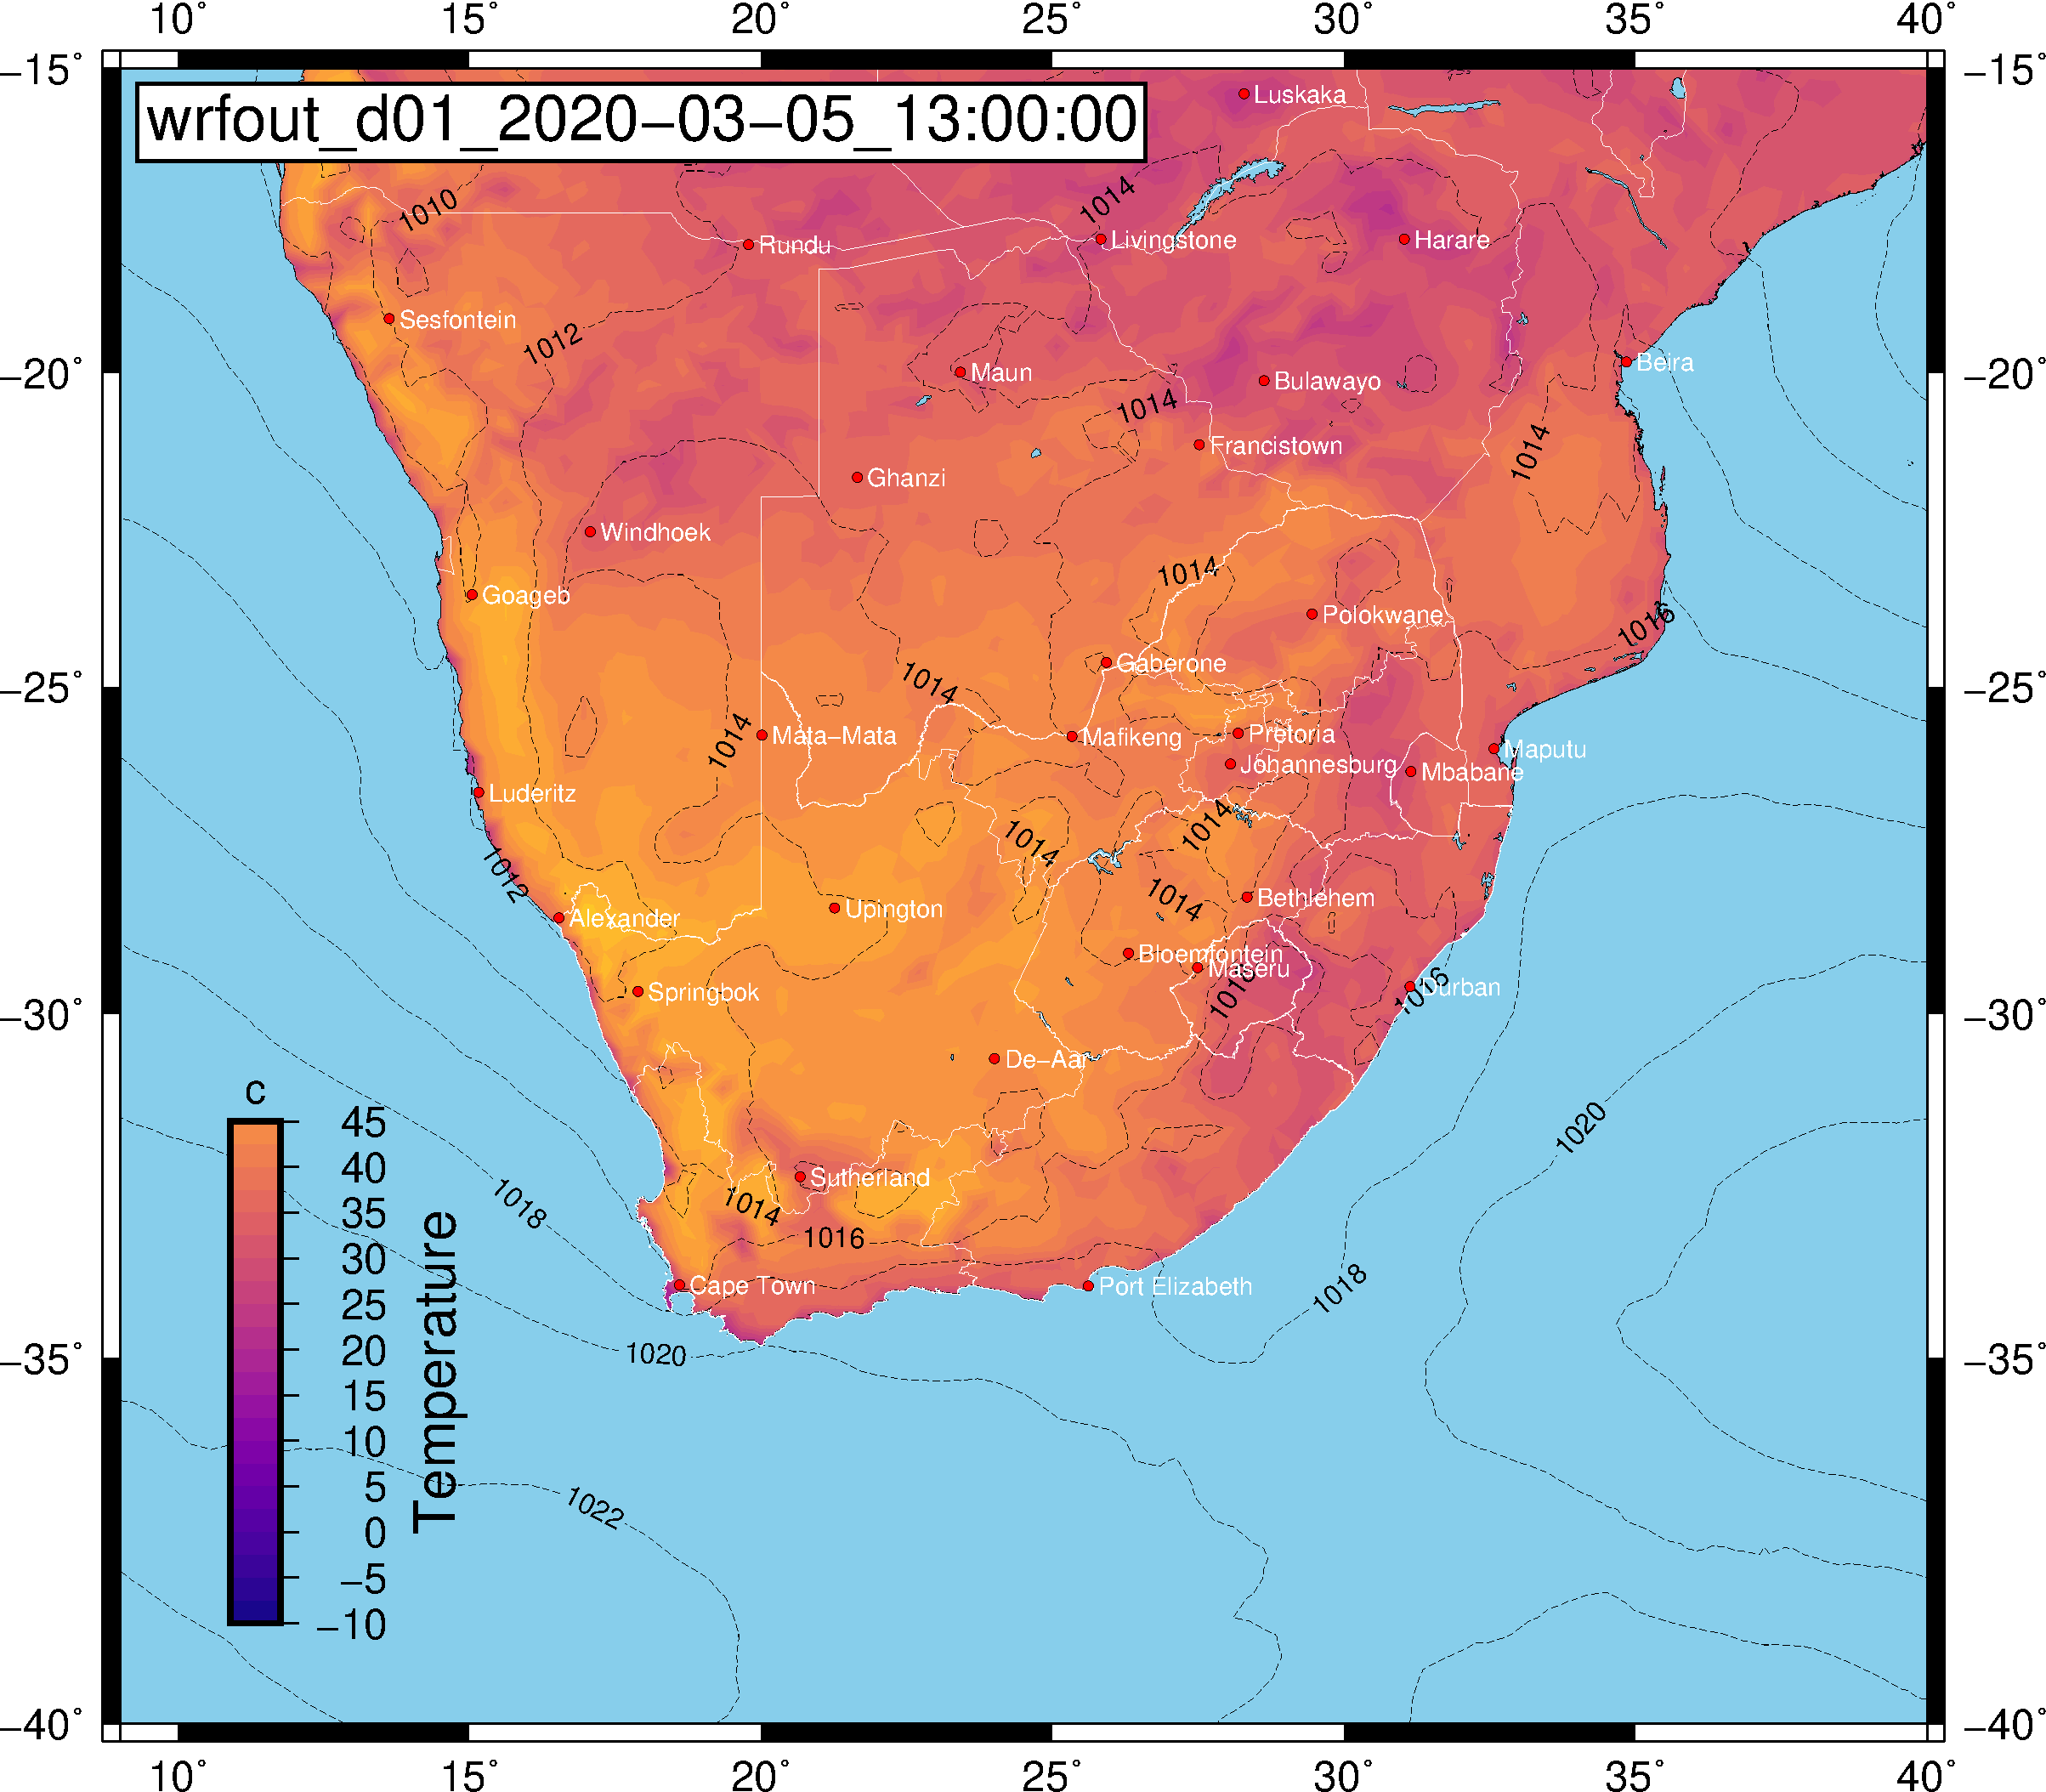 10° 15° 20° 25° 30° 35° 40°
−15° −15°
wrfout_d01_2020−03−05_13:00:00
Luskaka
1014
1010
Rundu
Livingstone
Harare
Sesfontein
1012
−20° −20°
Maun
Bulawayo
Beira
1014
Francistown
1014
Ghanzi
Windhoek
1014
Goageb
Polokwane
1016
Gaberone
−25° −25°
1014
1014
Mata−Mata
Mafikeng
Pretoria
Maputu
Johannesburg
Mbabane
Luderitz
1014
1014
1012
1014
Bethlehem
Alexander
Upington
Bloemfontein
Maseru
1016
Springbok
1016
Durban
−30° −30°
De−Aar
c
45
40
35
30
25
20
15
10
5
0
−5
−10
Temperature
1020
Sutherland
1018
1014
1016
Cape Town
Port Elizabeth
1018
1020
−35° −35°
1022
−40° −40°
10° 15° 20° 25° 30° 35° 40°